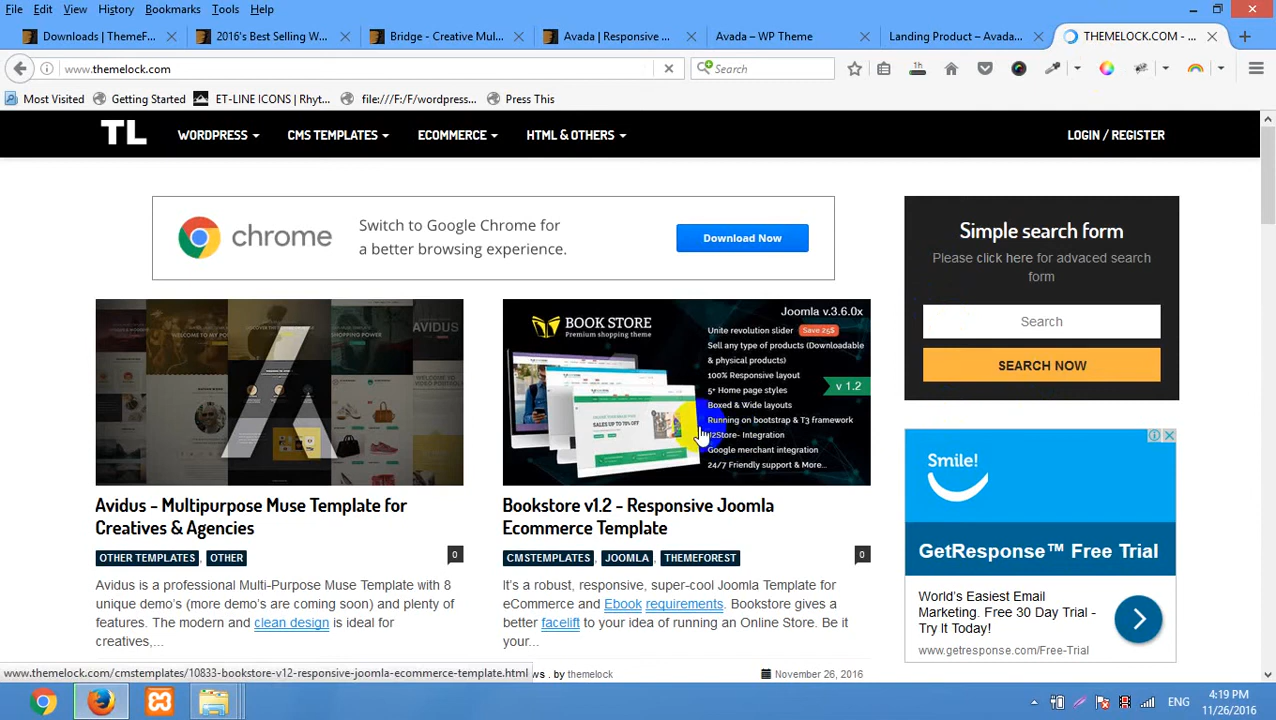 File Edit View History Bookmarks Tools Help
Downloads | ThemeF... 2016's Best Selling W... Bridge - Creative Mul... Avada | Responsive ... Avada – WP Theme Landing Product – Avada... THEMELOCK.COM - ...
www.themelock.com Search 1h
Most Visited Getting Started ET-LINE ICONS | Rhyt... file:///F:/F/wordpress... Press This
TL WORDPRESS CMS TEMPLATES ECOMMERCE HTML & OTHERS LOGIN / REGISTER
chrome
Switch to Google Chrome for
a better browsing experience.
Download Now
Simple search form
Please click here for advaced search
form
Search
SEARCH NOW
AVIDUS
BOOK STORE
Premium shopping theme
Joomla v.3.6.0x
Unite revolution slider Save 25$
Sell any type of products (Downloadable
& physical products)
100% Responsive layout
5+ Home page styles
v 1.2
Boxed & Wide layouts
Running on bootstrap & T3 framework
J2Store- Integration
Google merchant integration
24/7 Friendly support & More...
SALES UP TO 70% OFF
Avidus – Multipurpose Muse Template for
Creatives & Agencies
OTHER TEMPLATES, OTHER 0
Avidus is a professional Multi-Purpose Muse Template with 8
unique demo's (more demo's are coming soon) and plenty of
features. The modern and clean design is ideal for
creatives,...
Bookstore v1.2 – Responsive Joomla
Ecommerce Template
CMSTEMPLATES, JOOMLA, THEMEFOREST 0
It's a robust, responsive, super-cool Joomla Template for
eCommerce and Ebook requirements. Bookstore gives a
better facelift to your idea of running an Online Store. Be it
your...
ws . by themelock November 26, 2016
Smile!
GetResponse™ Free Trial
World's Easiest Email
Marketing. Free 30 Day Trial -
Try It Today!
www.getresponse.com/Free-Trial
www.themelock.com/cmstemplates/10833-bookstore-v12-responsive-joomla-ecommerce-template.html
ENG 4:19 PM
11/26/2016